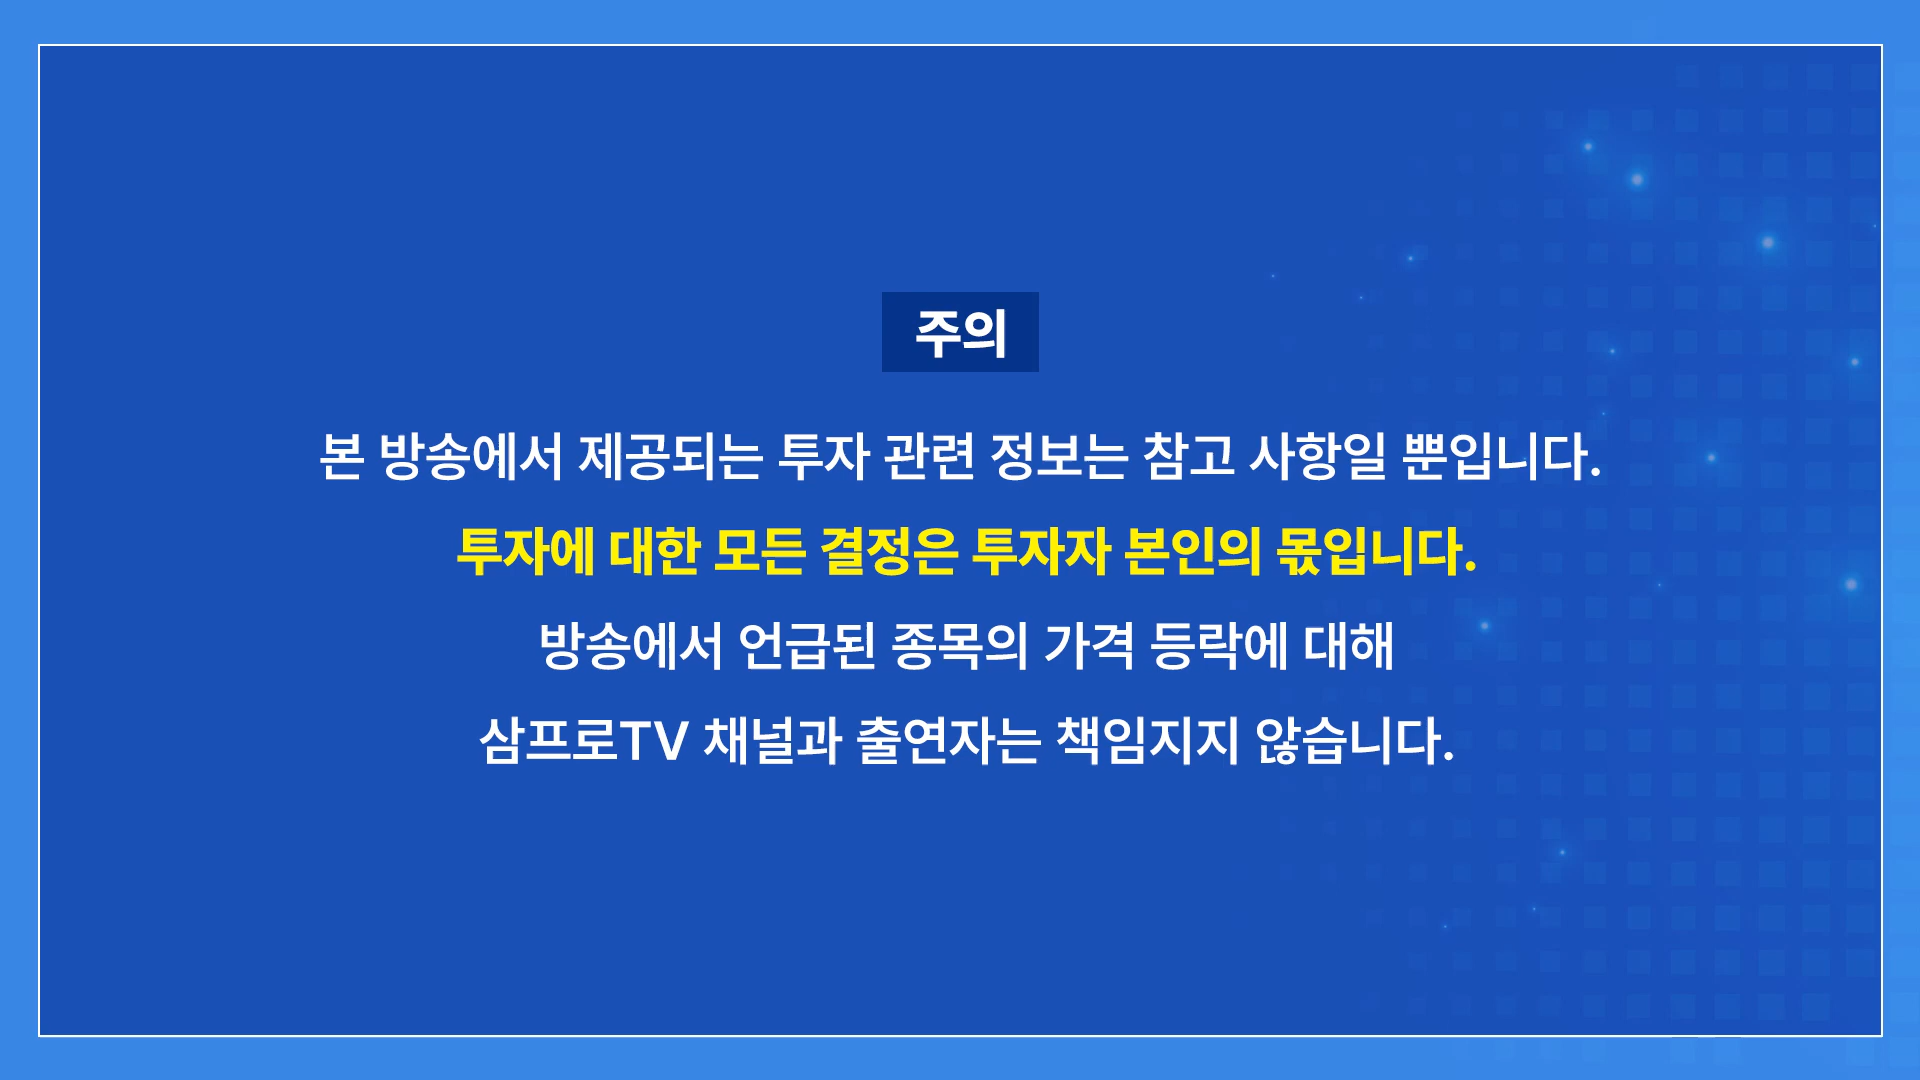 주의
본 방송에서 제공되는 투자 관련 정보는 참고 사항일 뿐입니다.
투자에 대한 모든 결정은 투자자 본인의 몫입니다.
방송에서 언급된 종목의 가격 등락에 대해
삼프로TV 채널과 출연자는 책임지지 않습니다.